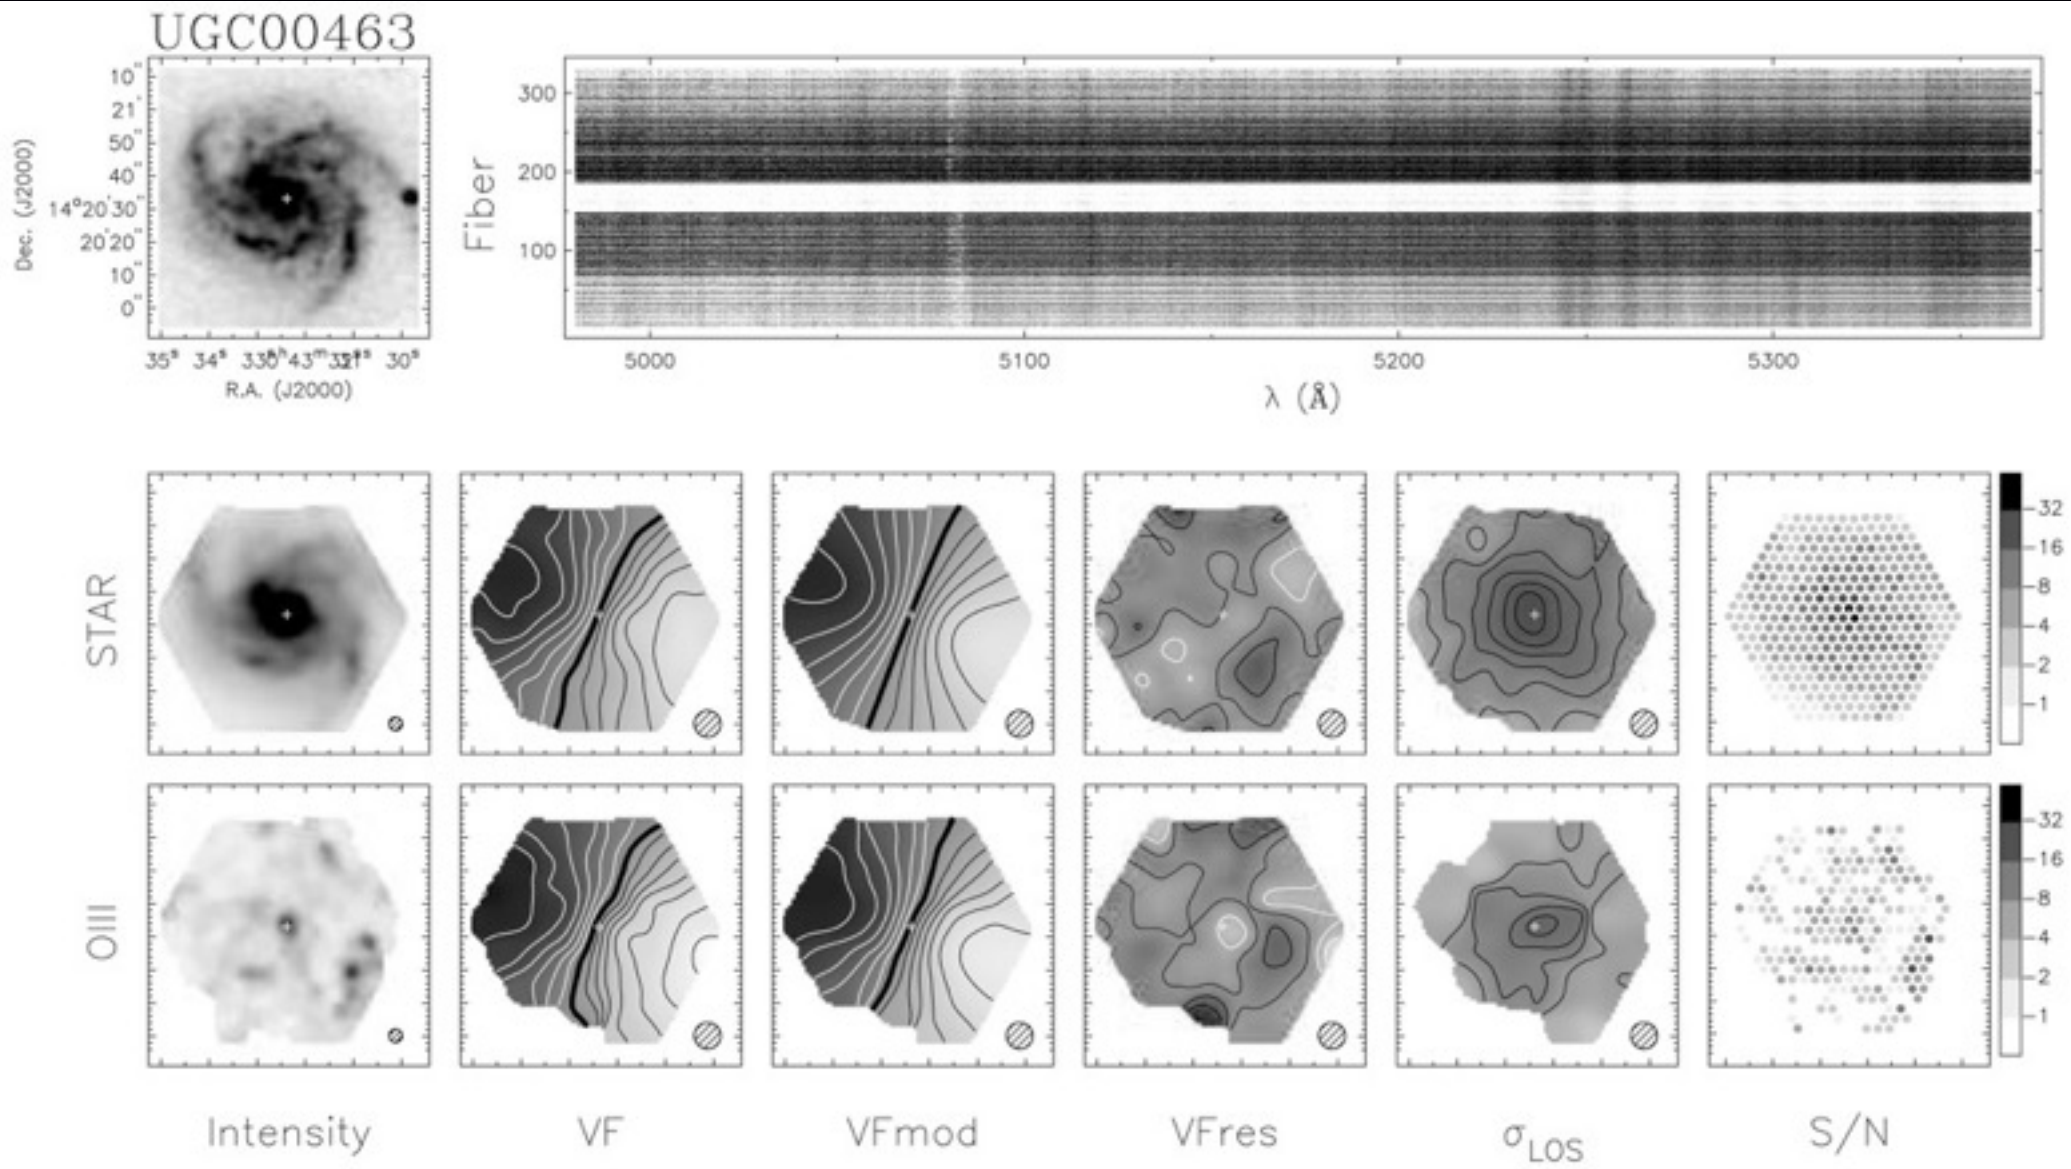 UGC00463
10"
21'
50"
40"
14°20'30"
20'20"
10"
0"
Dec. (J2000)
35s 34s 30s
R.A. (J2000)
300
200
100
Fiber
5000 5100 5200 5300
λ (Å)
STAR
32
16
8
4
2
1
OIII
32
16
8
4
2
1
Intensity VF VFmod VFres σLOS S/N